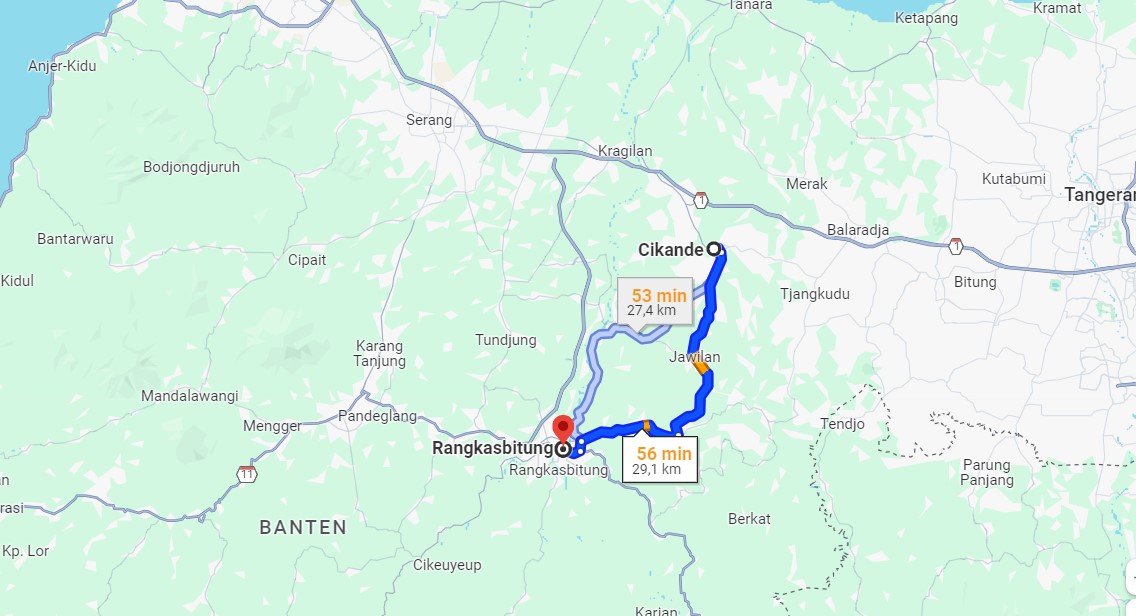 Tanara
Kramat
Ketapang
Anjer-Kidu
Serang
Kragilan
Bodjongdjuruh
Merak
Kutabumi
1
Tangerar
Balaradja
Bantarwaru
Cikande
1
Cipait
Kidul
Bitung
53 min
27,4 km
Tjangkudu
Tundjung
Karang
Tanjung
Jawilan
Mandalawangi
Pandeglang
Mengger
Tendjo
Rangkasbitung
Rangkasbitung
56 min
29,1 km
Parung
Panjang
11
an
rasi
BANTEN
Berkat
Kp. Lor
Cikeuyeup
Karian